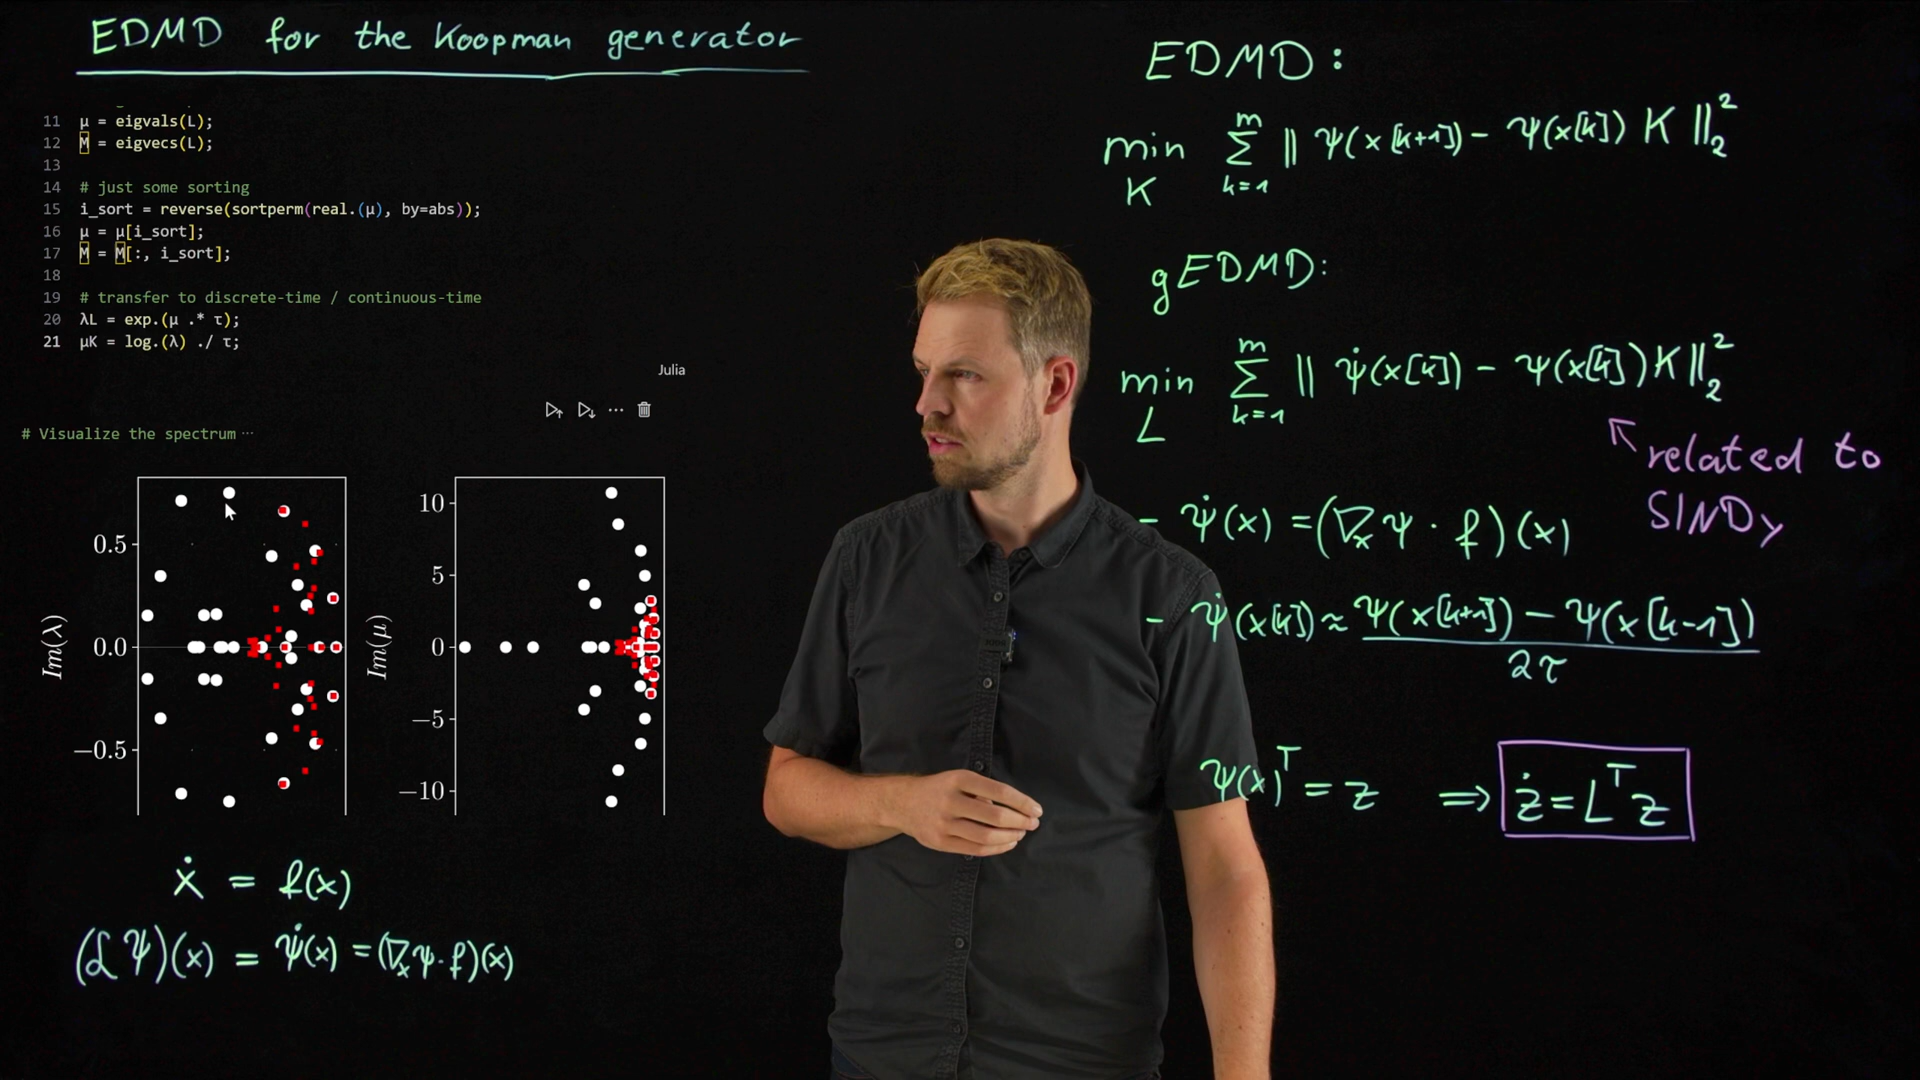 EDMD for the Koopman generator
11 μ = eigvals(L);
12 M = eigvecs(L);
13
14 # just some sorting
15 i_sort = reverse(sortperm(real.(μ), by=abs));
16 μ = μ[i_sort];
17 M = M[:, i_sort];
18
19 # transfer to discrete-time / continuous-time
20 λL = exp.(μ .* τ);
21 μK = log.(λ) ./ τ;
Julia
# Visualize the spectrum ···
Im(λ)
0.5
0.0
−0.5
Im(μ)
10
5
0
−5
−10
ẋ = f(x)
(ℒψ)(x) = ψ̇(x) = (∇ₓψ · f)(x)
EDMD:
min_K Σ_{k=1}^m ‖ ψ(x[k+1]) − ψ(x[k]) K ‖₂²
gEDMD:
min_L Σ_{k=1}^m ‖ ψ̇(x[k]) − ψ(x[k]) K ‖₂²
related to
SINDy
− ψ̇(x) = (∇ₓψ · f)(x)
− ψ̇(x[k]) ≈ (ψ(x[k+1]) − ψ(x[k−1])) / 2τ
ψ(x)ᵀ = z ⇒ ż = Lᵀz